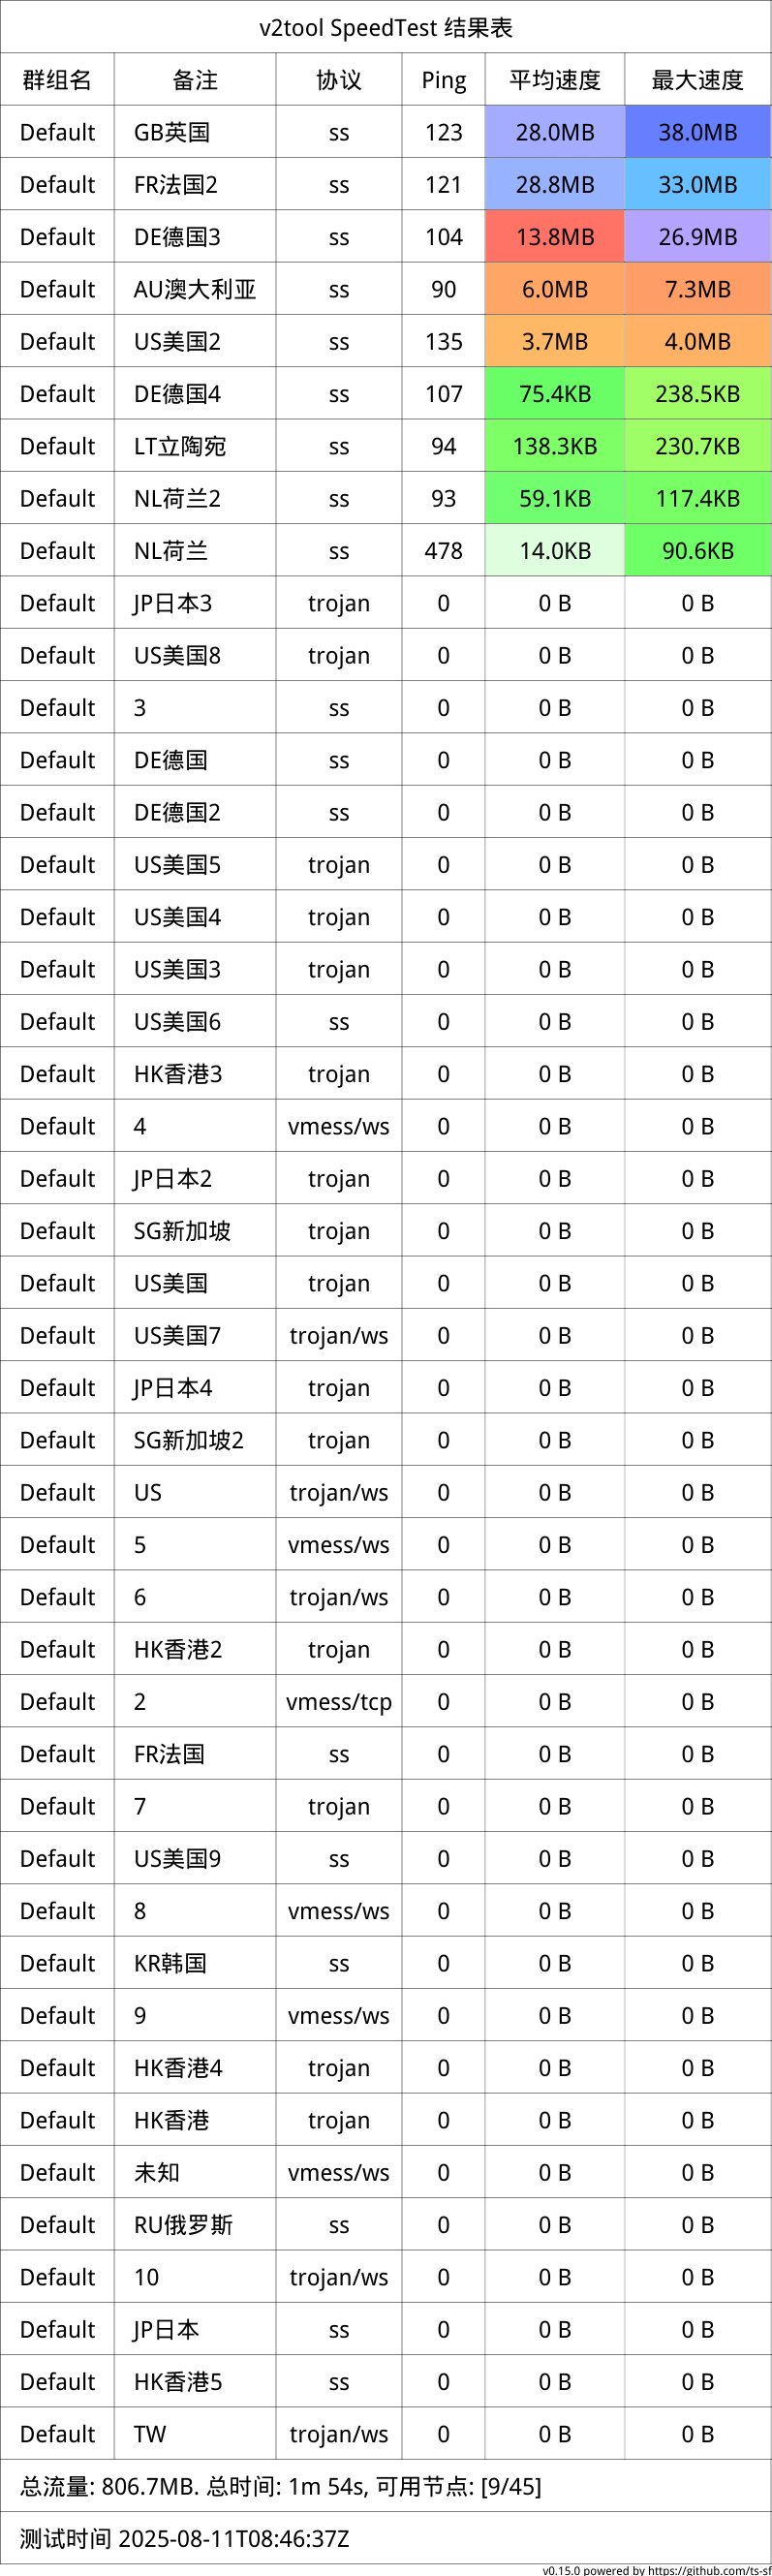 v2tool SpeedTest 结果表
群组名 备注 协议 Ping 平均速度 最大速度
Default GB英国 ss 123 28.0MB 38.0MB
Default FR法国2 ss 121 28.8MB 33.0MB
Default DE德国3 ss 104 13.8MB 26.9MB
Default AU澳大利亚 ss 90 6.0MB 7.3MB
Default US美国2 ss 135 3.7MB 4.0MB
Default DE德国4 ss 107 75.4KB 238.5KB
Default LT立陶宛 ss 94 138.3KB 230.7KB
Default NL荷兰2 ss 93 59.1KB 117.4KB
Default NL荷兰 ss 478 14.0KB 90.6KB
Default JP日本3 trojan 0 0 B 0 B
Default US美国8 trojan 0 0 B 0 B
Default 3 ss 0 0 B 0 B
Default DE德国 ss 0 0 B 0 B
Default DE德国2 ss 0 0 B 0 B
Default US美国5 trojan 0 0 B 0 B
Default US美国4 trojan 0 0 B 0 B
Default US美国3 trojan 0 0 B 0 B
Default US美国6 ss 0 0 B 0 B
Default HK香港3 trojan 0 0 B 0 B
Default 4 vmess/ws 0 0 B 0 B
Default JP日本2 trojan 0 0 B 0 B
Default SG新加坡 trojan 0 0 B 0 B
Default US美国 trojan 0 0 B 0 B
Default US美国7 trojan/ws 0 0 B 0 B
Default JP日本4 trojan 0 0 B 0 B
Default SG新加坡2 trojan 0 0 B 0 B
Default US trojan/ws 0 0 B 0 B
Default 5 vmess/ws 0 0 B 0 B
Default 6 trojan/ws 0 0 B 0 B
Default HK香港2 trojan 0 0 B 0 B
Default 2 vmess/tcp 0 0 B 0 B
Default FR法国 ss 0 0 B 0 B
Default 7 trojan 0 0 B 0 B
Default US美国9 ss 0 0 B 0 B
Default 8 vmess/ws 0 0 B 0 B
Default KR韩国 ss 0 0 B 0 B
Default 9 vmess/ws 0 0 B 0 B
Default HK香港4 trojan 0 0 B 0 B
Default HK香港 trojan 0 0 B 0 B
Default 未知 vmess/ws 0 0 B 0 B
Default RU俄罗斯 ss 0 0 B 0 B
Default 10 trojan/ws 0 0 B 0 B
Default JP日本 ss 0 0 B 0 B
Default HK香港5 ss 0 0 B 0 B
Default TW trojan/ws 0 0 B 0 B
总流量: 806.7MB. 总时间: 1m 54s, 可用节点: [9/45]
测试时间 2025-08-11T08:46:37Z
v0.15.0 powered by https://github.com/ts-sf